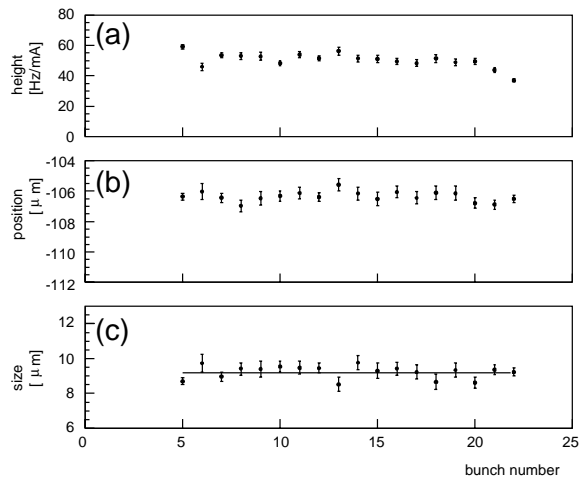 (a)
height
[Hz/mA]
80
60
40
20
0
(b)
position
[ μ m]
-104
-106
-108
-110
-112
(c)
size
[ μ m]
12
10
8
6
0 5 10 15 20 25
bunch number